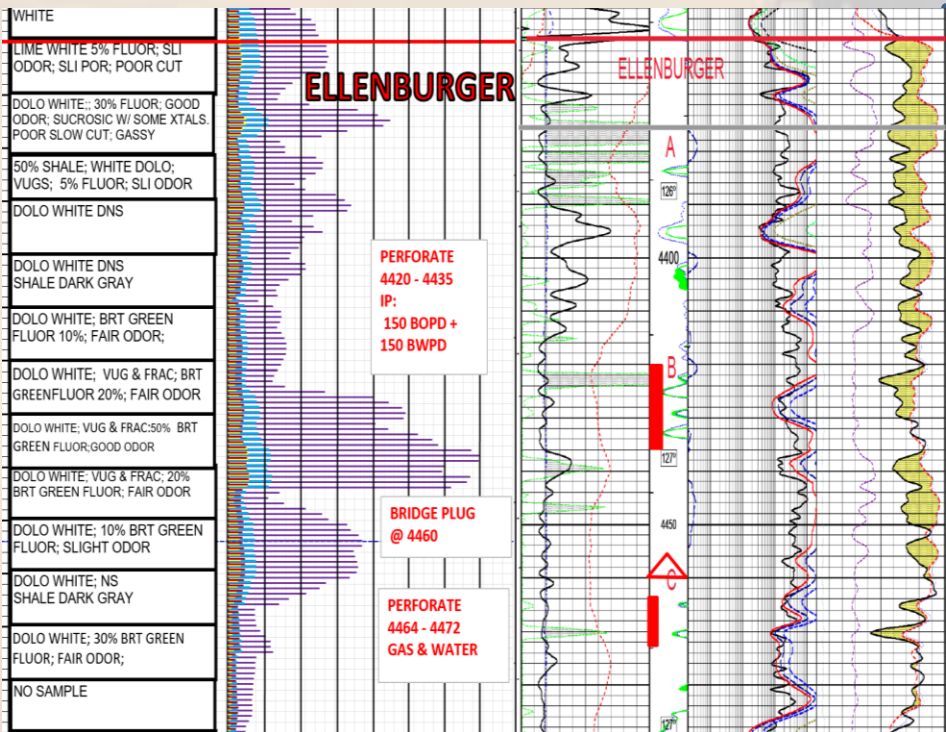 WHITE
LIME WHITE 5% FLUOR; SLI
ODOR; SLI POR; POOR CUT
DOLO WHITE;; 30% FLUOR; GOOD
ODOR; SUCROSIC W/ SOME XTALS.
POOR SLOW CUT; GASSY
50% SHALE; WHITE DOLO;
VUGS; 5% FLUOR; SLI ODOR
DOLO WHITE DNS
DOLO WHITE DNS
SHALE DARK GRAY
DOLO WHITE; BRT GREEN
FLUOR 10%; FAIR ODOR;
DOLO WHITE; VUG & FRAC; BRT
GREENFLUOR 20%; FAIR ODOR
DOLO WHITE; VUG & FRAC:50% BRT
GREEN FLUOR;GOOD ODOR
DOLO WHITE; VUG & FRAC; 20%
BRT GREEN FLUOR; FAIR ODOR
DOLO WHITE; 10% BRT GREEN
FLUOR; SLIGHT ODOR
DOLO WHITE; NS
SHALE DARK GRAY
DOLO WHITE; 30% BRT GREEN
FLUOR; FAIR ODOR;
NO SAMPLE
ELLENBURGER
PERFORATE
4420 - 4435
IP:
150 BOPD +
150 BWPD
BRIDGE PLUG
@ 4460
PERFORATE
4464 - 4472
GAS & WATER
ELLENBURGER
A
126°
4400
B
127°
4450
C
127°